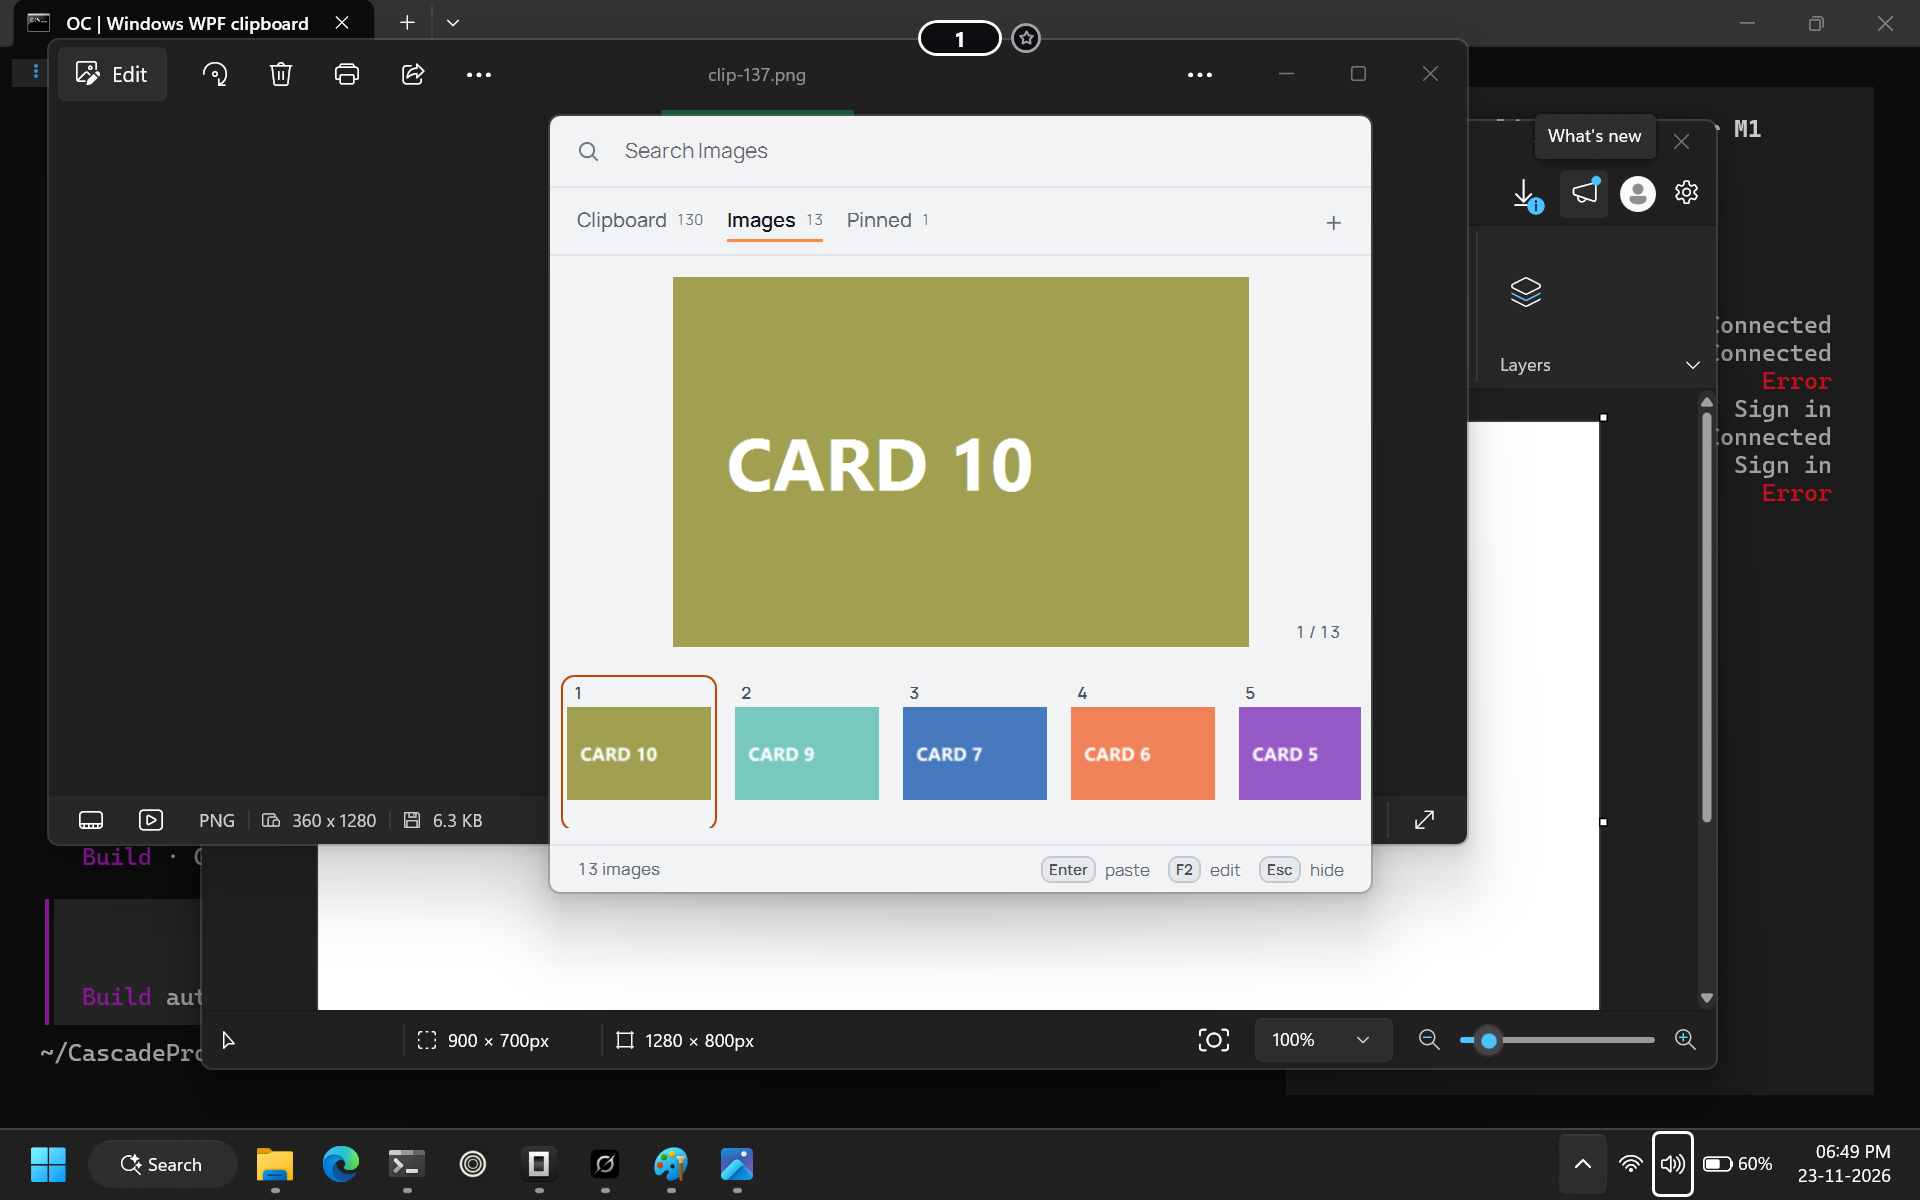 OC | Windows WPF clipboard
1
Edit
clip-137.png
What's new
M1
Search Images
Clipboard 130
Images 13
Pinned 1
CARD 10
1 / 13
1
2
3
4
5
CARD 10
CARD 9
CARD 7
CARD 6
CARD 5
13 images
Enter paste
F2 edit
Esc hide
Layers
Connected
Connected
Error
Sign in
Connected
Sign in
Error
PNG
360 x 1280
6.3 KB
Build ·
Build
~/CascadePro
900 × 700px
1280 × 800px
100%
Search
60%
06:49 PM
23-11-2026